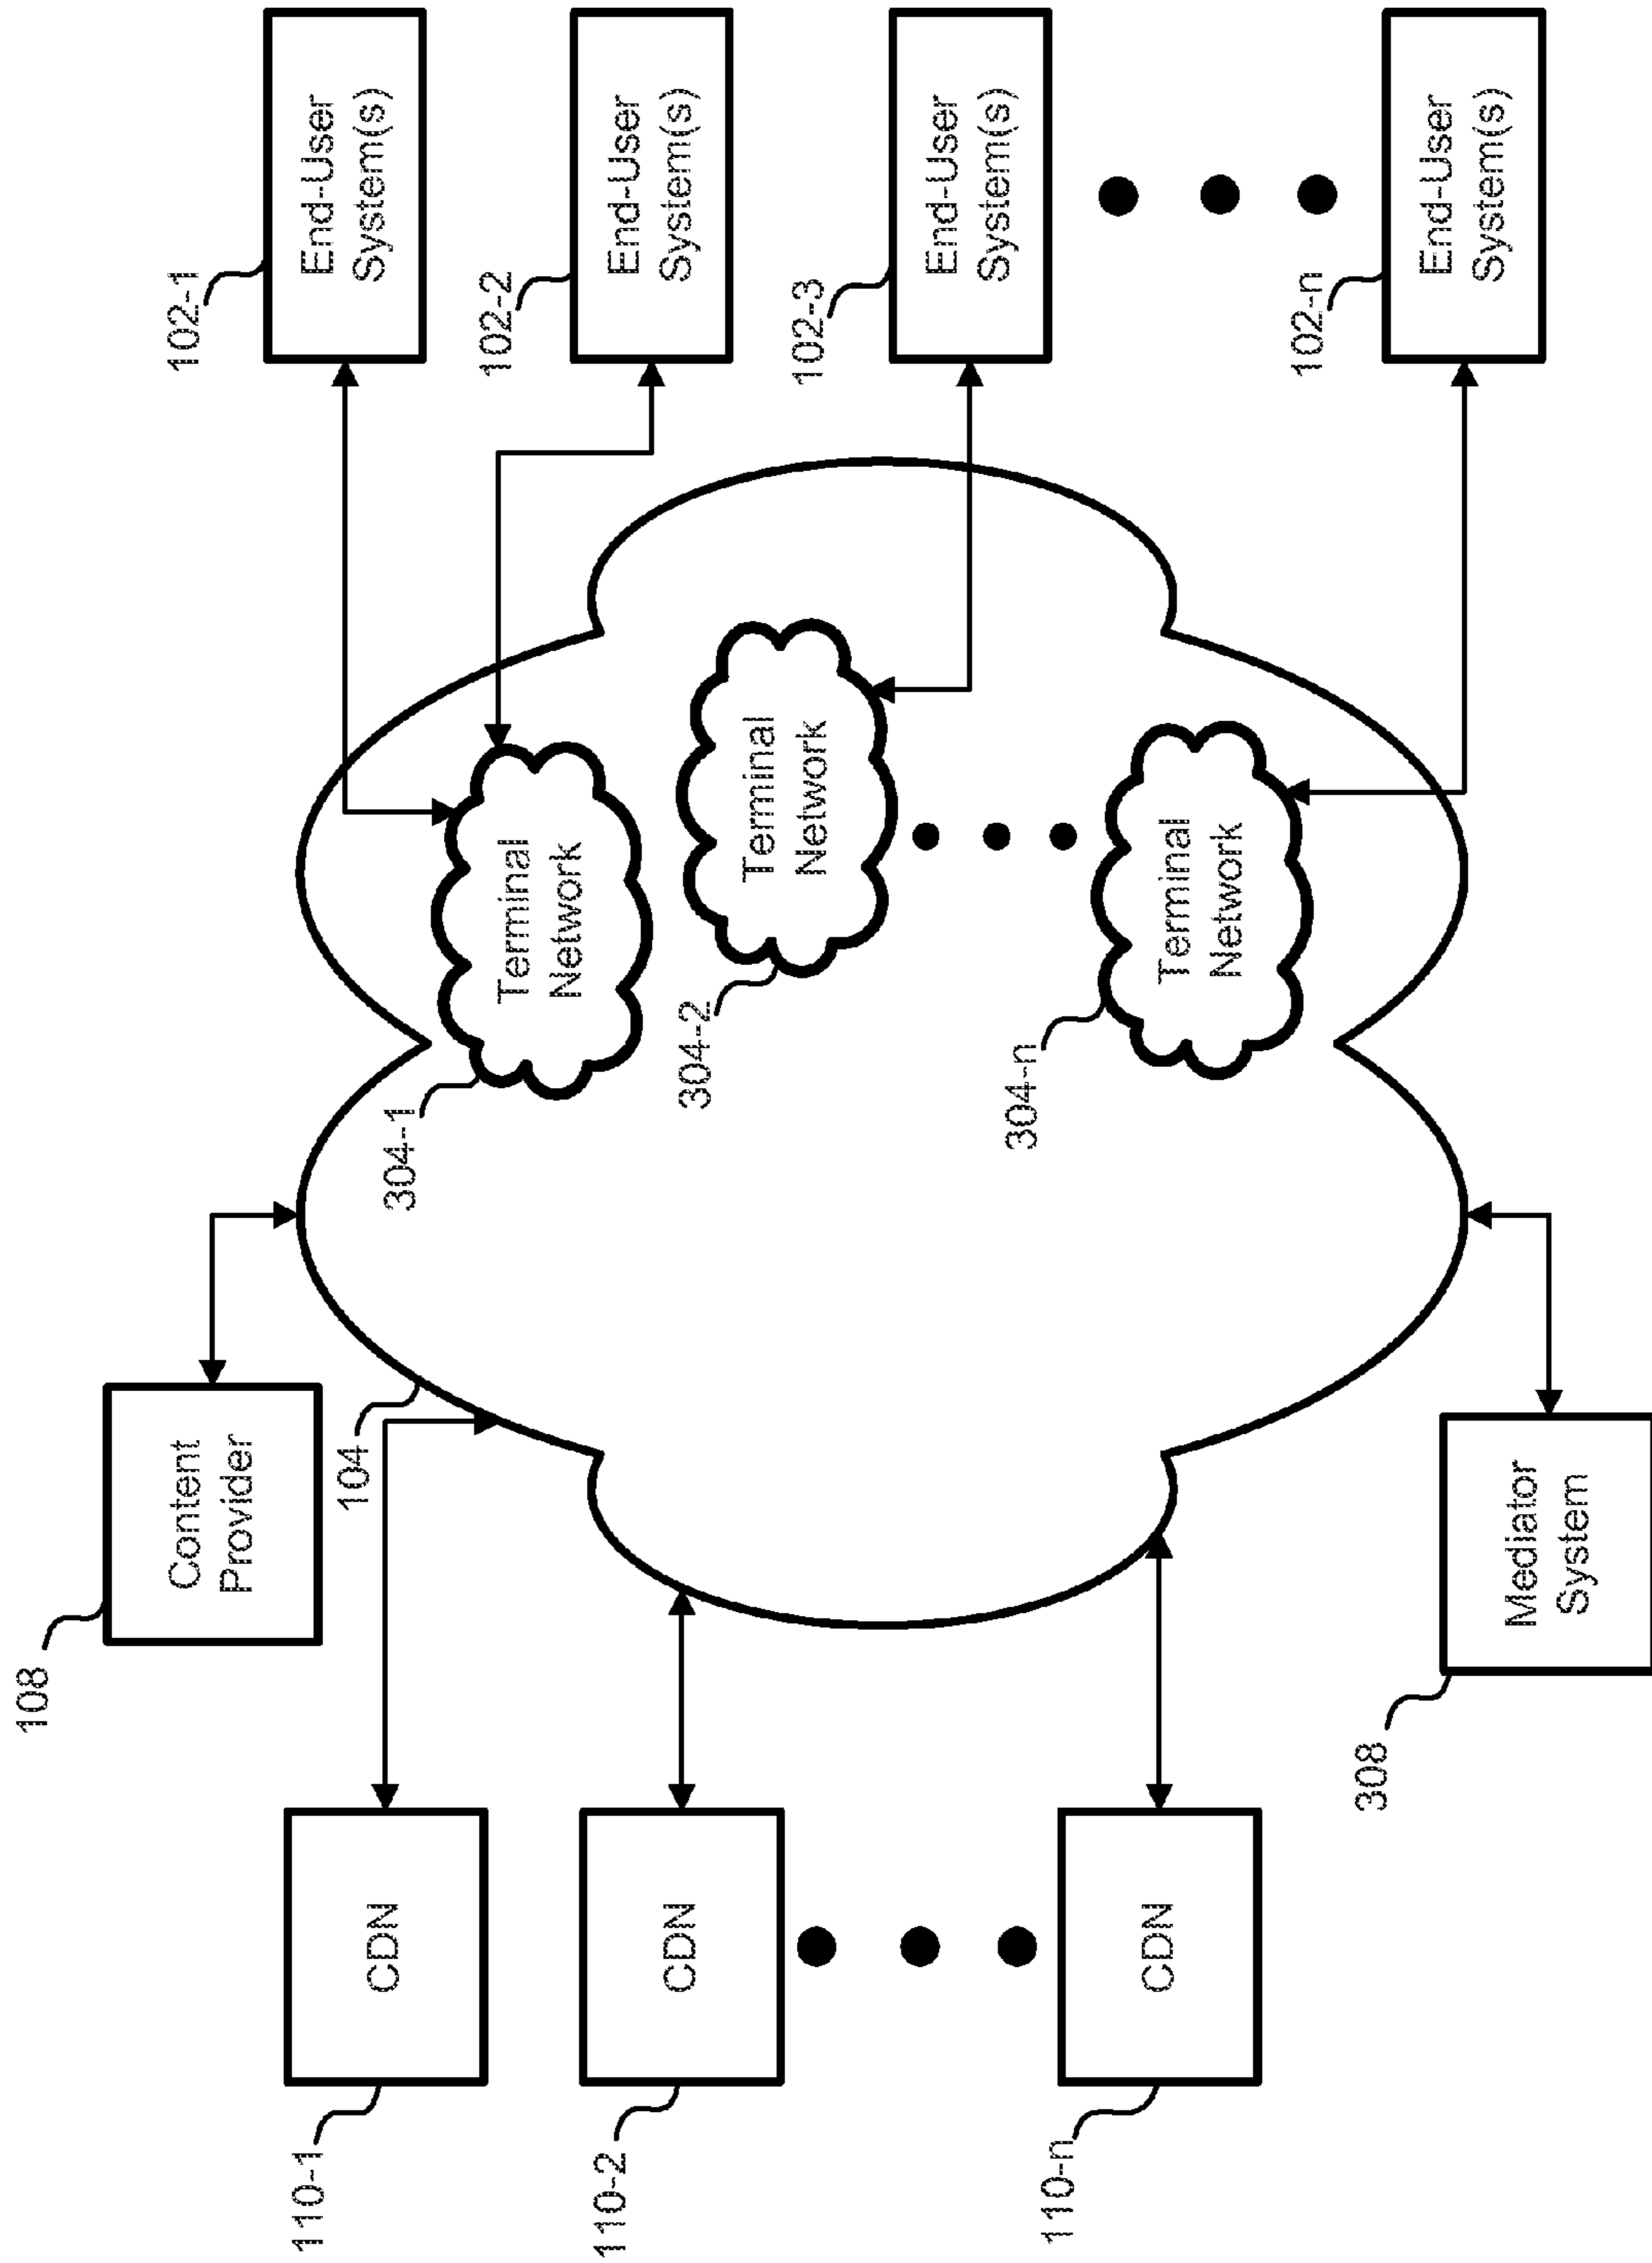 108
Content
Provider
102-1
End-User
System(s)
110-1
CDN
104
304-1
Terminal
Network
102-2
End-User
System(s)
110-2
CDN
304-2
Terminal
Network
102-3
End-User
System(s)
110-n
CDN
304-n
Terminal
Network
102-n
End-User
System(s)
308
Mediator
System